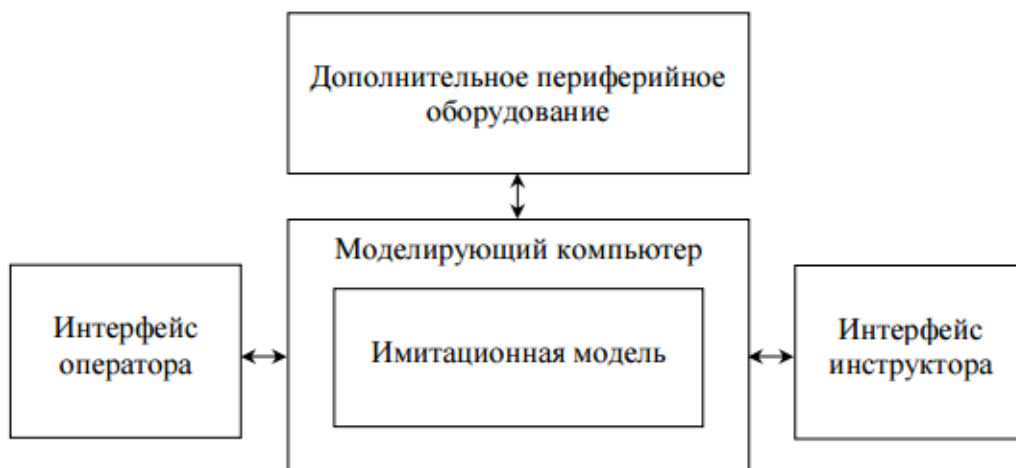 Дополнительное периферийное
оборудование
Моделирующий компьютер
Интерфейс
оператора
Имитационная модель
Интерфейс
инструктора